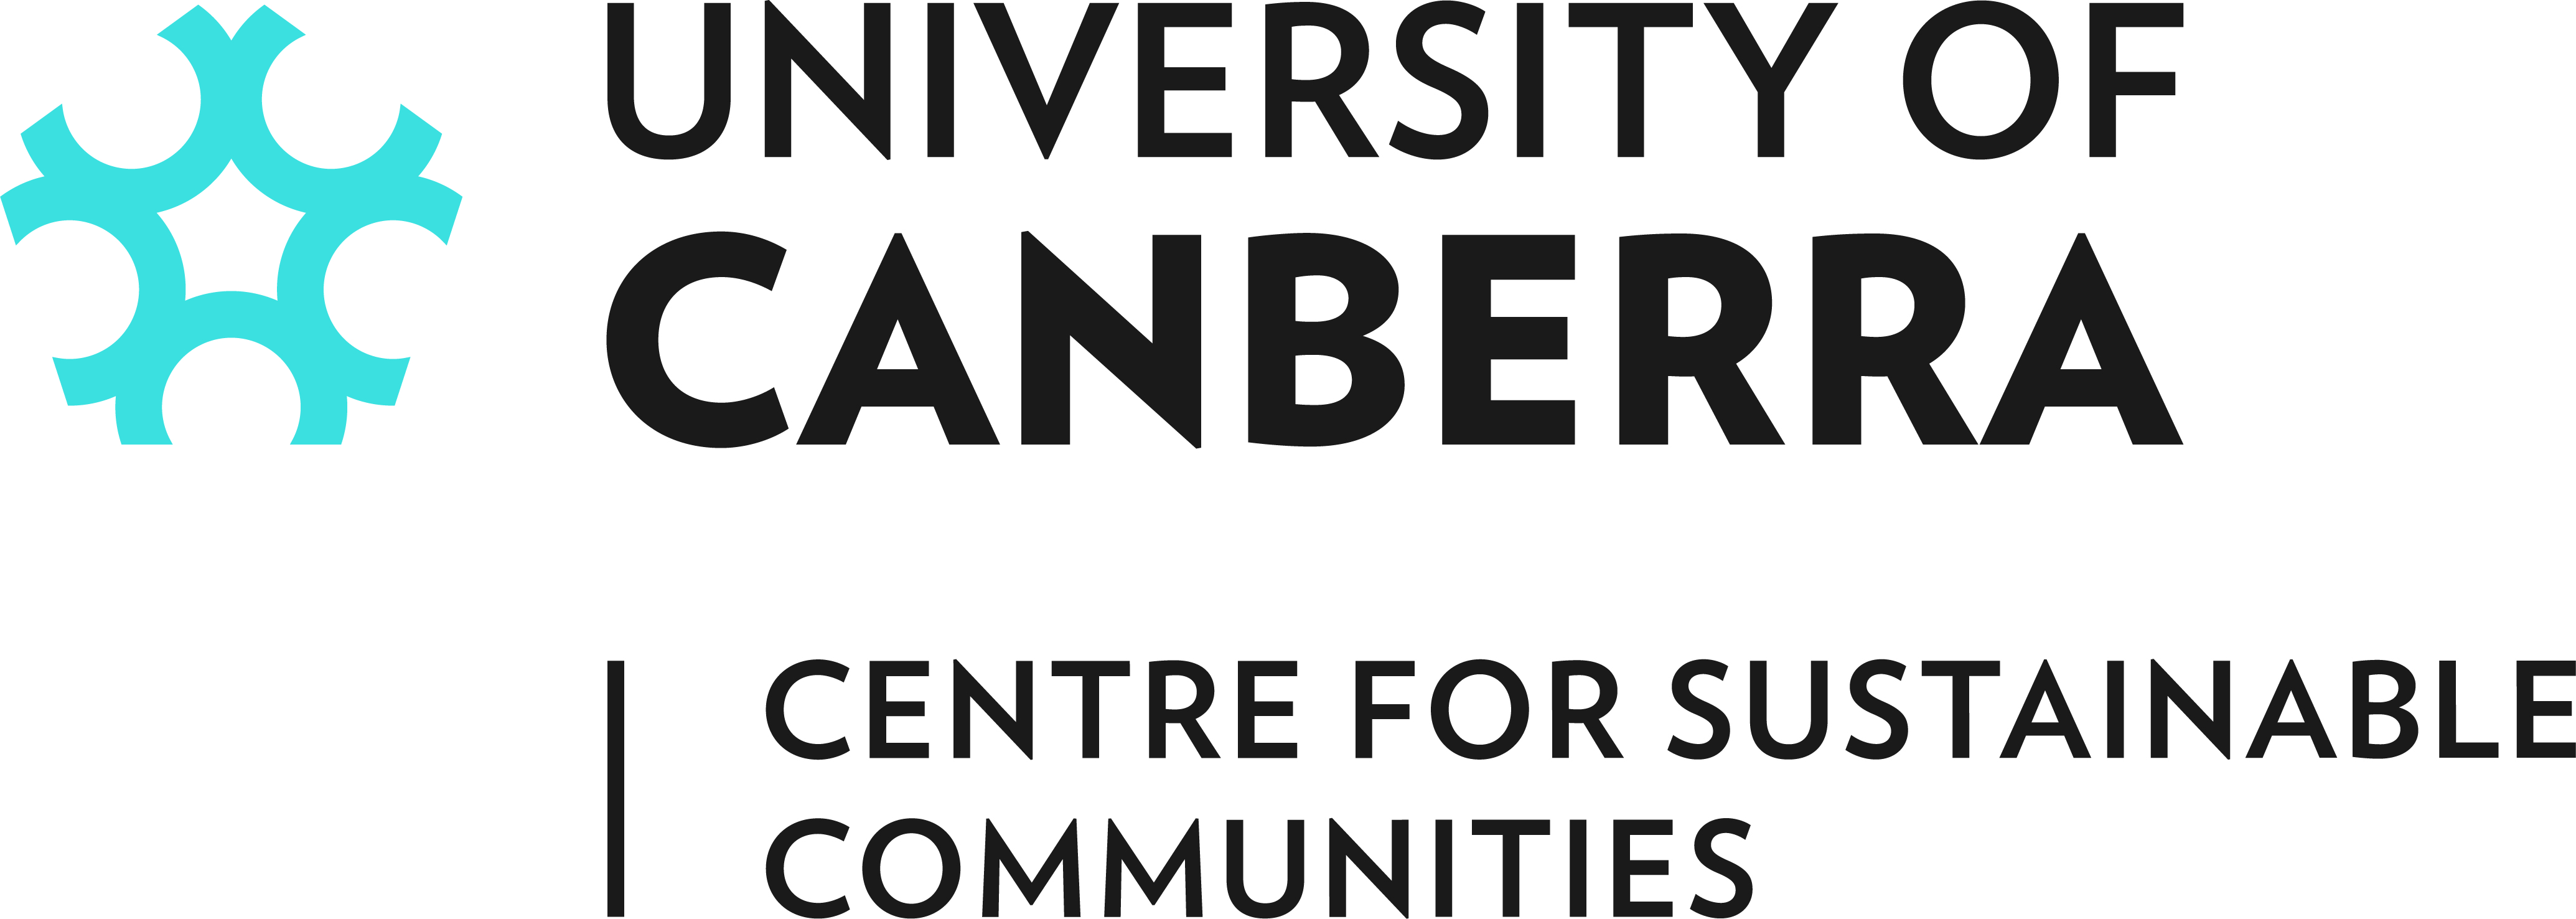 UNIVERSITY OF
CANBERRA
CENTRE FOR SUSTAINABLE
COMMUNITIES